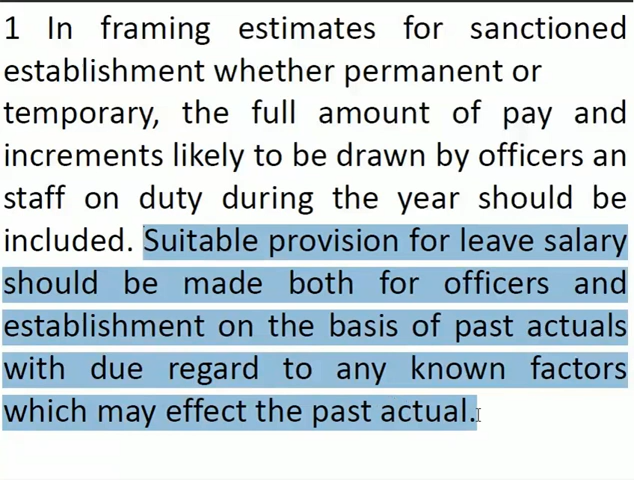 1 In framing estimates for sanctioned
establishment whether permanent or
temporary, the full amount of pay and
increments likely to be drawn by officers an
staff on duty during the year should be
included. Suitable provision for leave salary
should be made both for officers and
establishment on the basis of past actuals
with due regard to any known factors
which may effect the past actual.